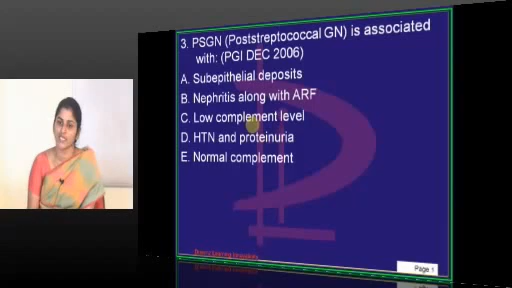 3. PSGN (Poststreptococcal GN) is associated
with: (PGI DEC 2006)
A. Subepithelial deposits
B. Nephritis along with ARF
C. Low complement level
D. HTN and proteinuria
E. Normal complement
Page 1